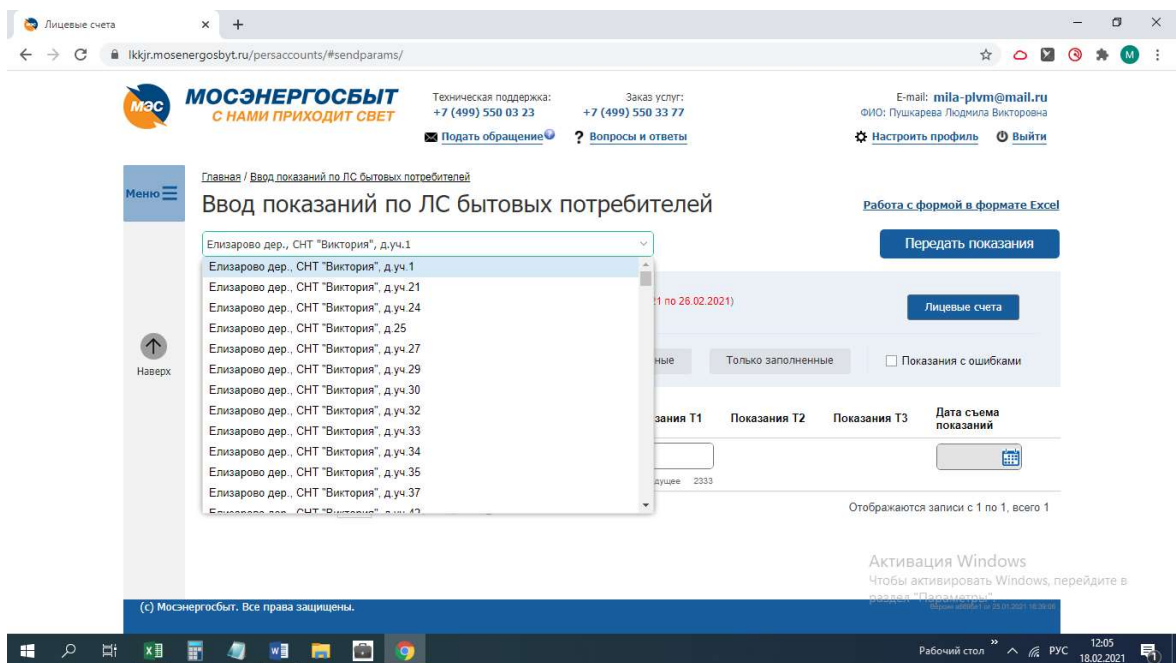 Лицевые счета
lkkjr.mosenergosbyt.ru/persaccounts/#sendparams/
М
МЭС
МОСЭНЕРГОСБЫТ
С НАМИ ПРИХОДИТ СВЕТ
Техническая поддержка:
+7 (499) 550 03 23
Заказ услуг:
+7 (499) 550 33 77
Подать обращение
? Вопросы и ответы
E-mail: mila-plvm@mail.ru
ФИО: Пушкарева Людмила Викторовна
Настроить профиль
Выйти
Меню
Главная / Ввод показаний по ЛС бытовых потребителей
Ввод показаний по ЛС бытовых потребителей
Работа с формой в формате Excel
Елизарово дер., СНТ "Виктория", д.уч.1
Передать показания
Елизарово дер., СНТ "Виктория", д.уч.1
Елизарово дер., СНТ "Виктория", д.уч.21
Елизарово дер., СНТ "Виктория", д.уч.24
Елизарово дер., СНТ "Виктория", д.25
Елизарово дер., СНТ "Виктория", д.уч.27
Елизарово дер., СНТ "Виктория", д.уч.29
Елизарово дер., СНТ "Виктория", д.уч.30
Елизарово дер., СНТ "Виктория", д.уч.32
Елизарово дер., СНТ "Виктория", д.уч.33
Елизарово дер., СНТ "Виктория", д.уч.34
Елизарово дер., СНТ "Виктория", д.уч.35
Елизарово дер., СНТ "Виктория", д.уч.37
Елизарово дер., СНТ "Виктория", д.уч.42
21 по 26.02.2021)
Лицевые счета
Наверх
ные
Только заполненные
Показания с ошибками
зания Т1
Показания Т2
Показания Т3
Дата съема
показаний
дущее 2333
Отображаются записи с 1 по 1, всего 1
Активация Windows
Чтобы активировать Windows, перейдите в
раздел "Параметры".
(с) Мосэнергосбыт. Все права защищены.
Рабочий стол
РУС
12:05
18.02.2021